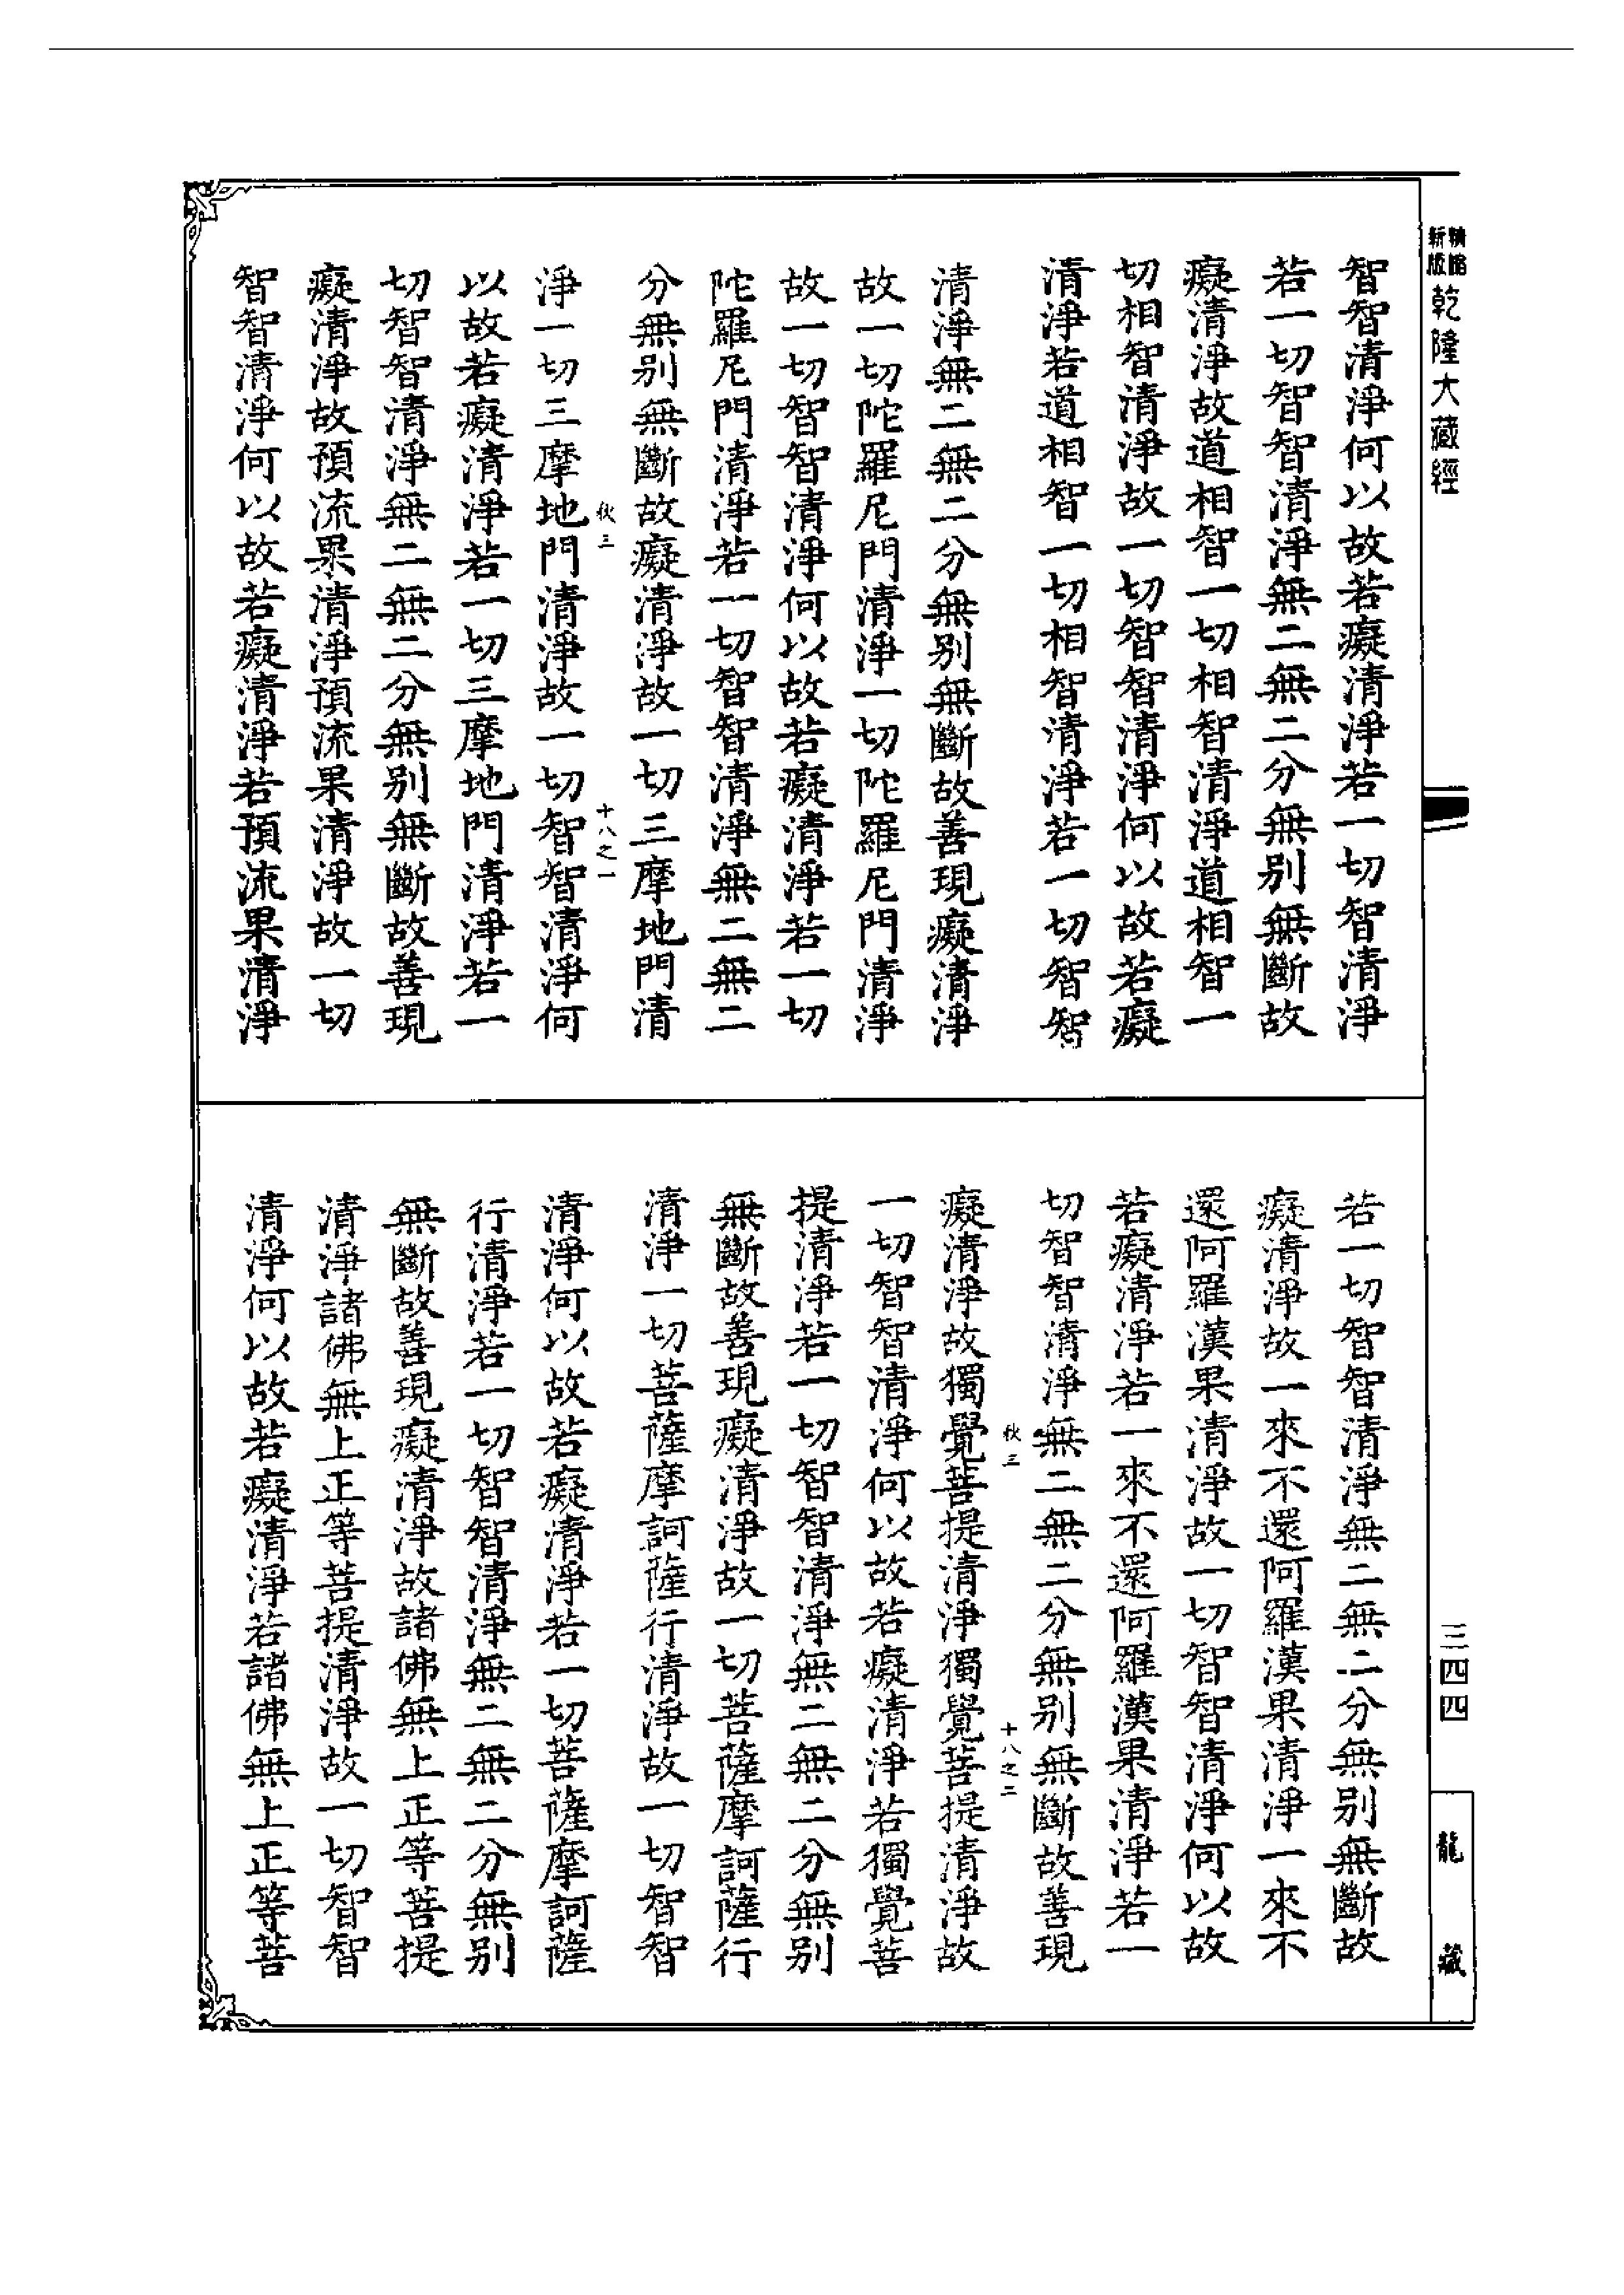 精縮
新版
乾隆大藏經
智智清淨何以故若癡清淨若一切智清淨
若一切智智清淨無二無二分無別無斷故
癡清淨故道相智一切相智清淨道相智一
切相智清淨故一切智智清淨何以故若癡
清淨若道相智一切相智清淨若一切智智
清淨無二無二分無別無斷故善現癡清淨
故一切陀羅尼門清淨一切陀羅尼門清淨
故一切智智清淨何以故若癡清淨若一切
陀羅尼門清淨若一切智智清淨無二無二
分無別無斷故癡清淨故一切三摩地門清
秋三 十八之一
淨一切三摩地門清淨故一切智智清淨何
以故若癡清淨若一切三摩地門清淨若一
切智智清淨無二無二分無別無斷故善現
癡清淨故預流果清淨預流果清淨故一切
智智清淨何以故若癡清淨若預流果清淨
若一切智智清淨無二無二分無別無斷故
癡清淨故一來不還阿羅漢果清淨一來不
還阿羅漢果清淨故一切智智清淨何以故
若癡清淨若一來不還阿羅漢果清淨若一
切智智清淨無二無二分無別無斷故善現
秋三 十八之二
癡清淨故獨覺菩提清淨獨覺菩提清淨故
一切智智清淨何以故若癡清淨若獨覺菩
提清淨若一切智智清淨無二無二分無別
無斷故善現癡清淨故一切菩薩摩訶薩行
清淨一切菩薩摩訶薩行清淨故一切智智
清淨何以故若癡清淨若一切菩薩摩訶薩
行清淨若一切智智清淨無二無二分無別
無斷故善現癡清淨故諸佛無上正等菩提
清淨諸佛無上正等菩提清淨故一切智智
清淨何以故若癡清淨若諸佛無上正等菩
三四四
龍藏